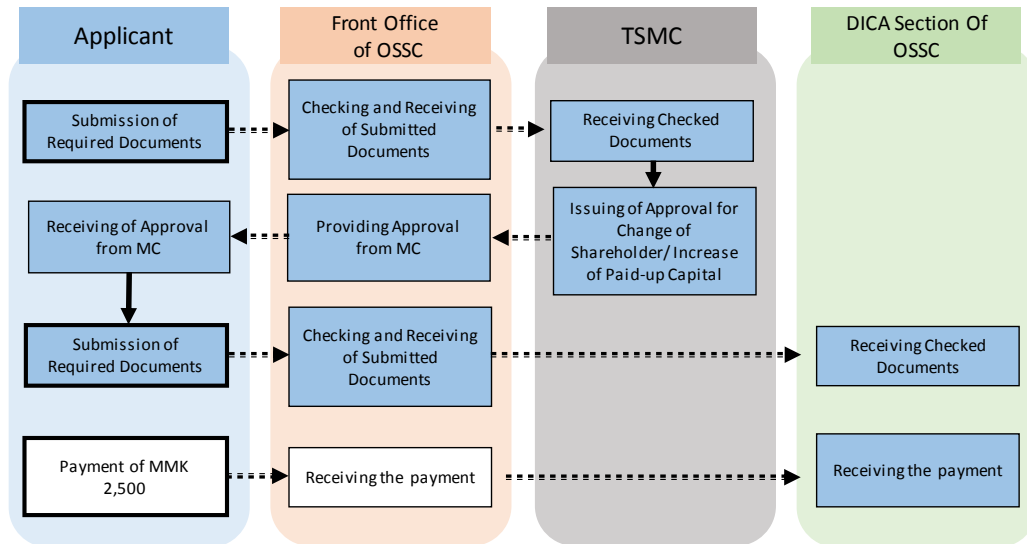 Applicant
Front Office
of OSSC
TSMC
DICA Section Of
OSSC
Submission of
Required Documents
Checking and Receiving
of Submitted
Documents
Receiving Checked
Documents
Receiving of Approval
from MC
Providing Approval
from MC
Issuing of Approval for
Change of
Shareholder/ Increase
of Paid-up Capital
Submission of
Required Documents
Checking and Receiving
of Submitted
Documents
Receiving Checked
Documents
Payment of MMK
2,500
Receiving the payment
Receiving the payment